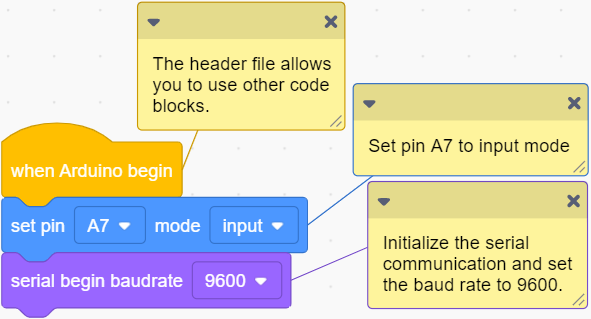 The header file allows
you to use other code
blocks.
when Arduino begin
Set pin A7 to input mode
set pin A7 mode input
serial begin baudrate 9600
Initialize the serial
communication and set
the baud rate to 9600.